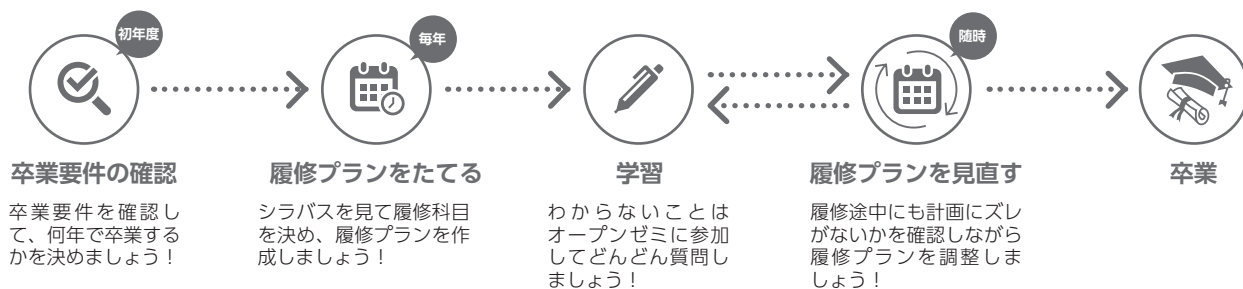 初年度
毎年
随時
卒業要件の確認
履修プランをたてる
学習
履修プランを見直す
卒業
卒業要件を確認し
て、何年で卒業する
かを決めましょう！
シラバスを見て履修科目
を決め、履修プランを作
成しましょう！
わからないことは
オープンゼミに参加
してどんどん質問し
ましょう！
履修途中にも計画にズレ
がないかを確認しながら
履修プランを調整しま
しょう！